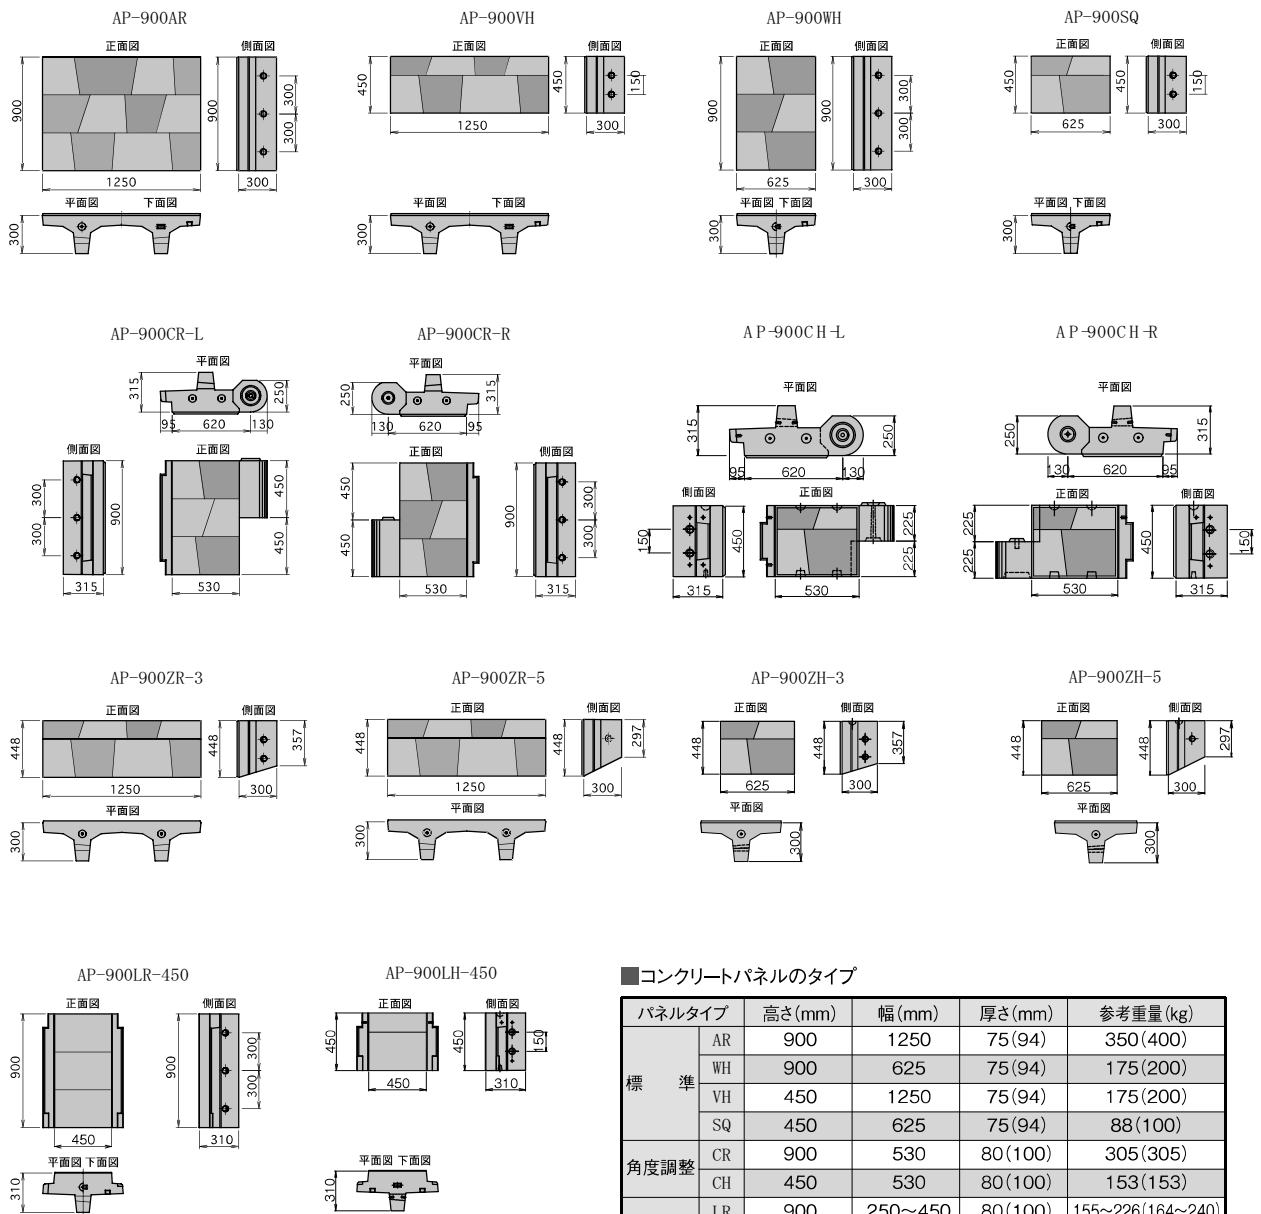 AP-900AR
正面図 側面図
900 900 300 300
1250 300
平面図 下面図
300
AP-900VH
正面図 側面図
450 450 150
1250 300
平面図 下面図
300
AP-900WH
正面図 側面図
900 900 300 300
625 300
平面図 下面図
300
AP-900SQ
正面図 側面図
450 450 150
625 300
平面図 下面図
300
AP-900CR-L
平面図
315 250
95 620 130
側面図 正面図
300 300 900 450 450
315 530
AP-900CR-R
平面図
250 315
130 620 95
正面図 側面図
450 450 900 300 300
530 315
AP-900CH-L
平面図
315 250
95 620 130
側面図 正面図
150 450 225 225
315 530
AP-900CH-R
平面図
250 315
130 620 95
正面図 側面図
225 225 450 150
530 315
AP-900ZR-3
正面図 側面図
448 448 357
1250 300
平面図
300
AP-900ZR-5
正面図 側面図
448 448 297
1250 300
平面図
300
AP-900ZH-3
正面図 側面図
448 448 357
625 300
平面図
300
AP-900ZH-5
正面図 側面図
448 448 297
625 300
平面図
300
AP-900LR-450
正面図 側面図
900 900 300 300
450 310
平面図 下面図
310
AP-900LH-450
正面図 側面図
450 450 150
450 310
平面図 下面図
310
■コンクリートパネルのタイプ
パネルタイプ 高さ(mm) 幅(mm) 厚さ(mm) 参考重量(kg)
標準 AR 900 1250 75(94) 350(400)
WH 900 625 75(94) 175(200)
VH 450 1250 75(94) 175(200)
SQ 450 625 75(94) 88(100)
角度調整 CR 900 530 80(100) 305(305)
CH 450 530 80(100) 153(153)
LR 900 250〜450 80(100) 155〜226(164〜240)